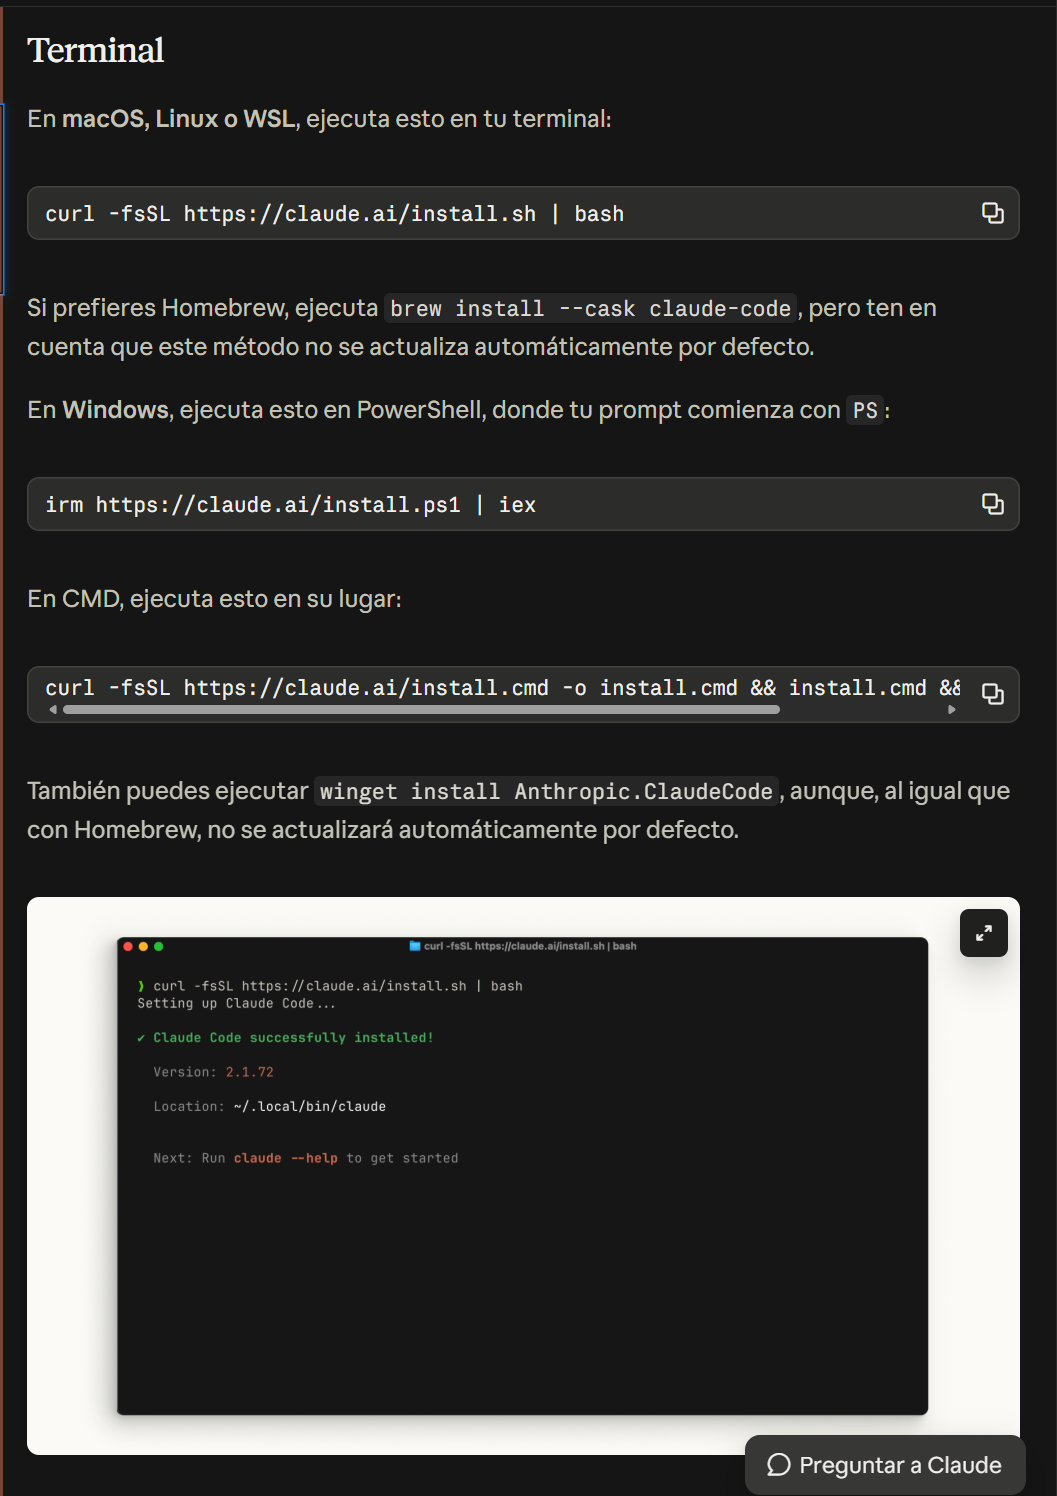 Terminal
En macOS, Linux o WSL, ejecuta esto en tu terminal:
curl -fsSL https://claude.ai/install.sh | bash
Si prefieres Homebrew, ejecuta brew install --cask claude-code, pero ten en
cuenta que este método no se actualiza automáticamente por defecto.
En Windows, ejecuta esto en PowerShell, donde tu prompt comienza con PS:
irm https://claude.ai/install.ps1 | iex
En CMD, ejecuta esto en su lugar:
curl -fsSL https://claude.ai/install.cmd -o install.cmd && install.cmd &&
También puedes ejecutar winget install Anthropic.ClaudeCode, aunque, al igual que
con Homebrew, no se actualizará automáticamente por defecto.
curl -fsSL https://claude.ai/install.sh | bash
❯ curl -fsSL https://claude.ai/install.sh | bash
Setting up Claude Code...
✔ Claude Code successfully installed!
Version: 2.1.72
Location: ~/.local/bin/claude
Next: Run claude --help to get started
Preguntar a Claude